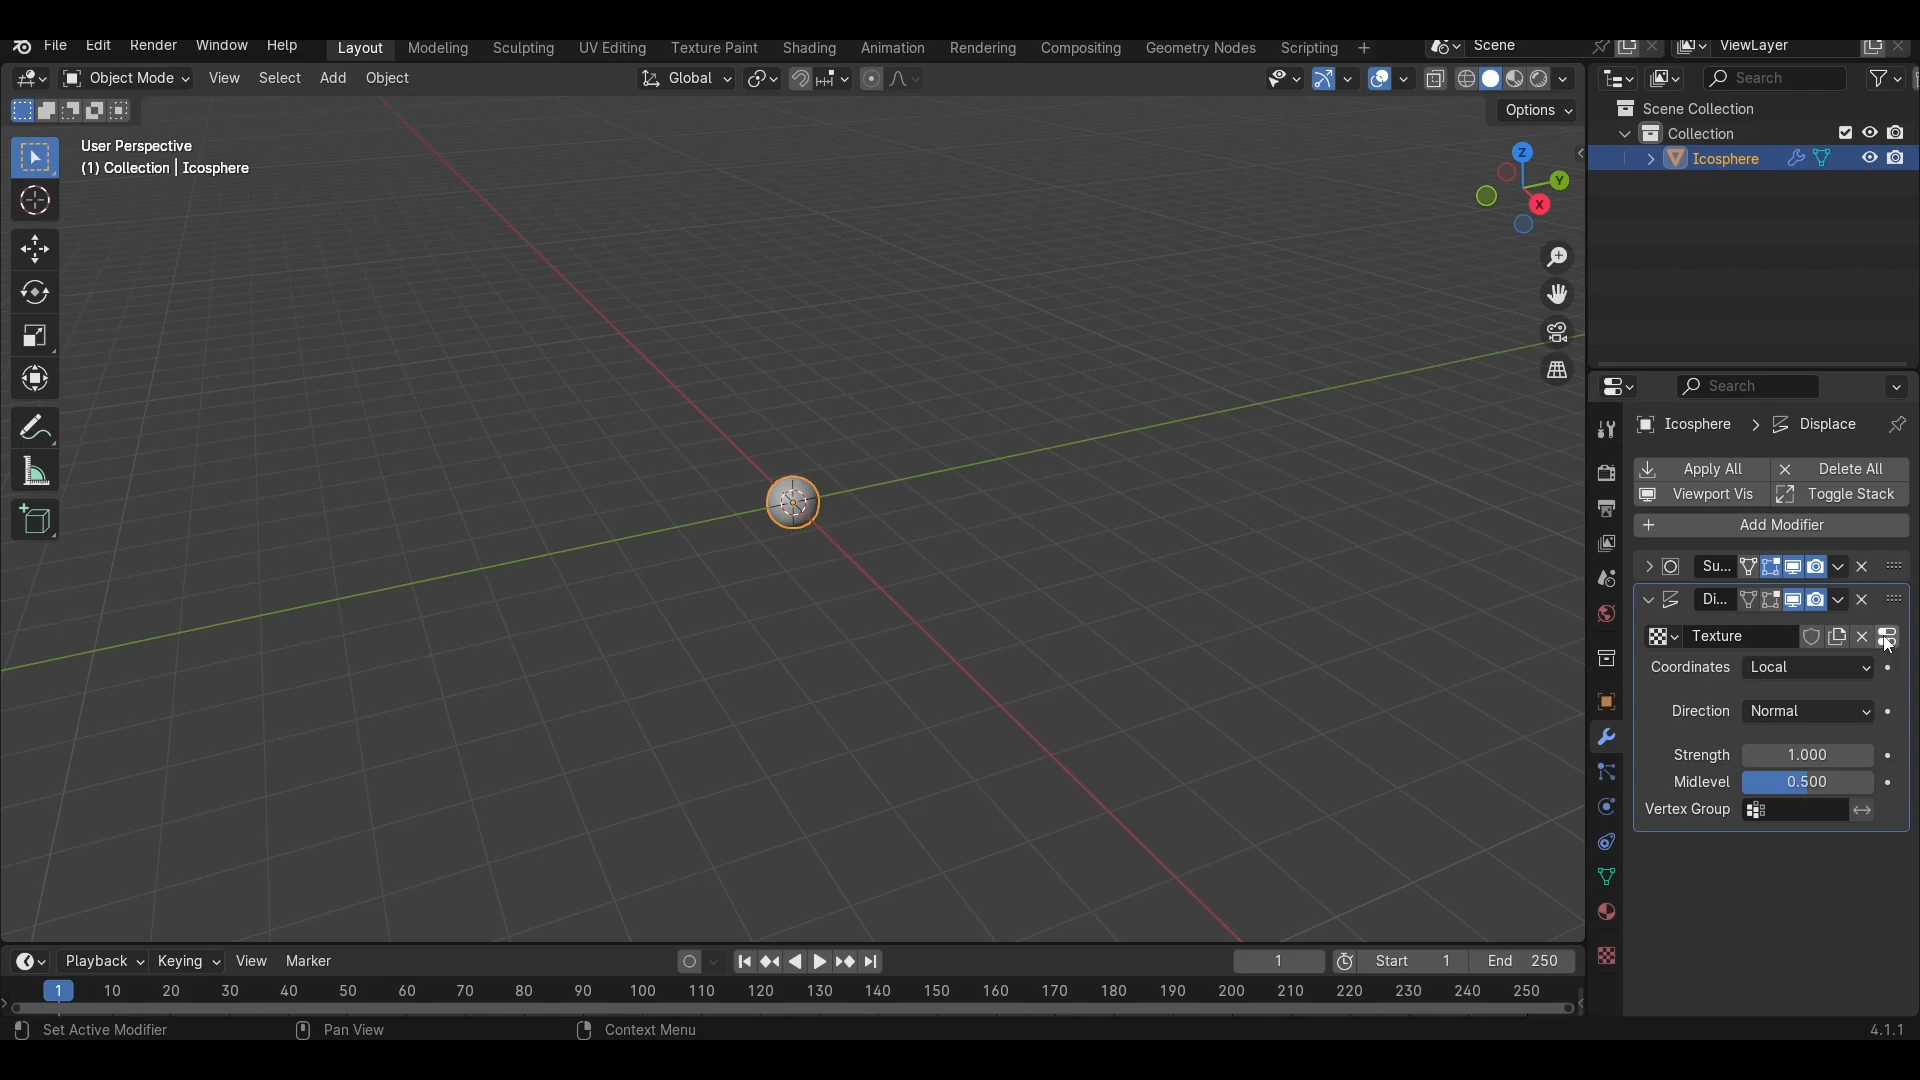 File Edit Render Window Help
Layout Modeling Sculpting UV Editing Texture Paint Shading Animation Rendering Compositing Geometry Nodes Scripting +
Scene
ViewLayer
Object Mode View Select Add Object
Global
Search
Options
User Perspective
(1) Collection | Icosphere
Z
Y
X
Scene Collection
Collection
Icosphere
Search
Icosphere > Displace
Apply All
Delete All
Viewport Vis
Toggle Stack
Add Modifier
Su...
Di...
Texture
Coordinates Local
Direction Normal
Strength 1.000
Midlevel 0.500
Vertex Group
Playback Keying View Marker
1
Start 1
End 250
1 10 20 30 40 50 60 70 80 90 100 110 120 130 140 150 160 170 180 190 200 210 220 230 240 250
Set Active Modifier
Pan View
Context Menu
4.1.1